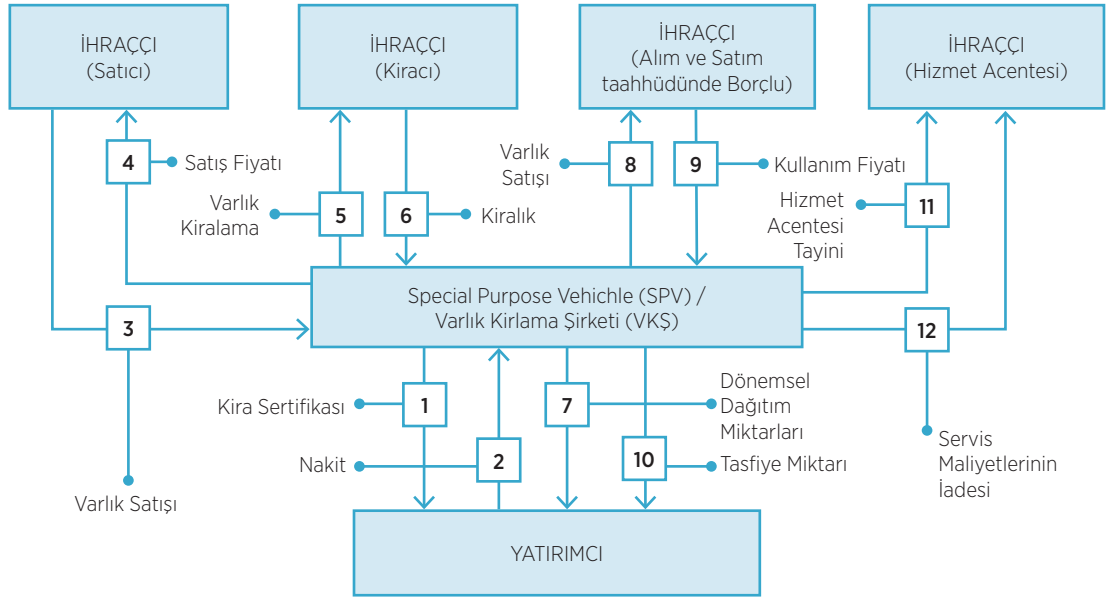 İHRAÇÇI
(Satıcı)
İHRAÇÇI
(Kiracı)
İHRAÇÇI
(Alım ve Satım
taahhüdünde Borçlu)
İHRAÇÇI
(Hizmet Acentesi)
4
Satış Fiyatı
Varlık
Kiralama
5
6
Kiralık
Varlık
Satışı
8
9
Kullanım Fiyatı
Hizmet
Acentesi
Tayini
11
3
Varlık Satışı
Special Purpose Vehichle (SPV) /
Varlık Kirlama Şirketi (VKŞ)
12
Servis
Maliyetlerinin
İadesi
Kira Sertifikası
1
Nakit
2
7
Dönemsel
Dağıtım
Miktarları
10
Tasfiye Miktarı
YATIRIMCI